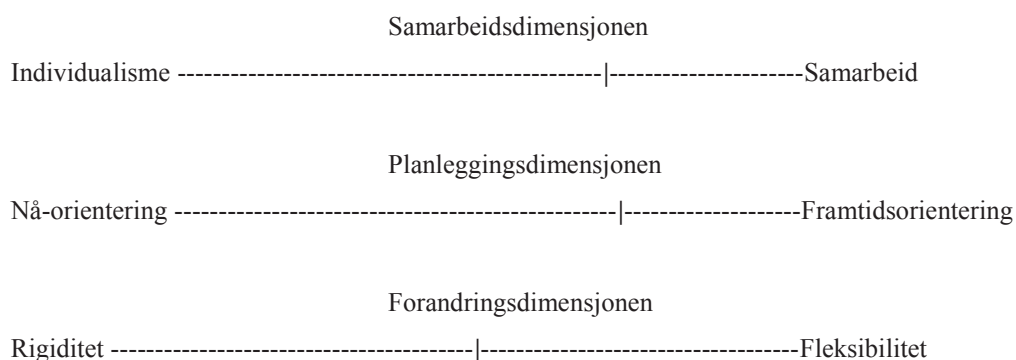 Samarbeidsdimensjonen
Individualisme -----------------------------------------------|----------------------Samarbeid
Planleggingsdimensjonen
Nå-orientering -------------------------------------------------|--------------------Framtidsorientering
Forandringsdimensjonen
Rigiditet -----------------------------------------|-----------------------------------Fleksibilitet